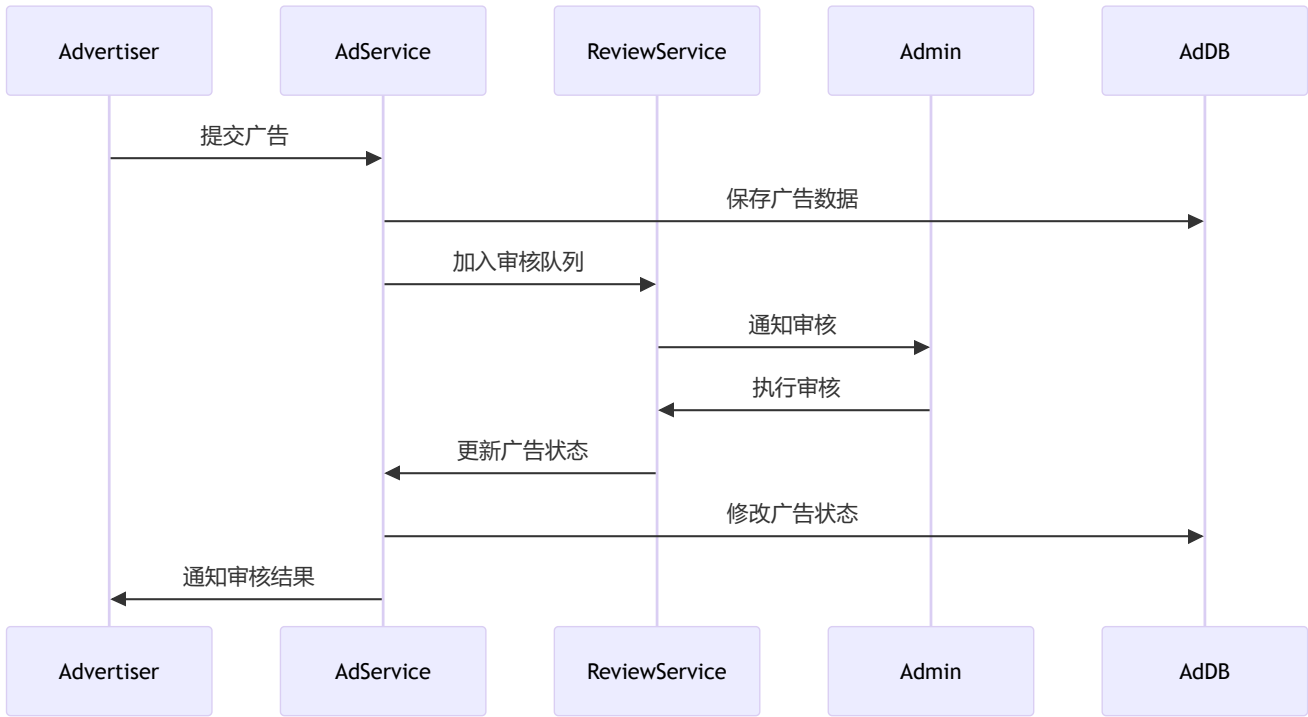 Advertiser
AdService
ReviewService
Admin
AdDB
提交广告
保存广告数据
加入审核队列
通知审核
执行审核
更新广告状态
修改广告状态
通知审核结果
Advertiser
AdService
ReviewService
Admin
AdDB